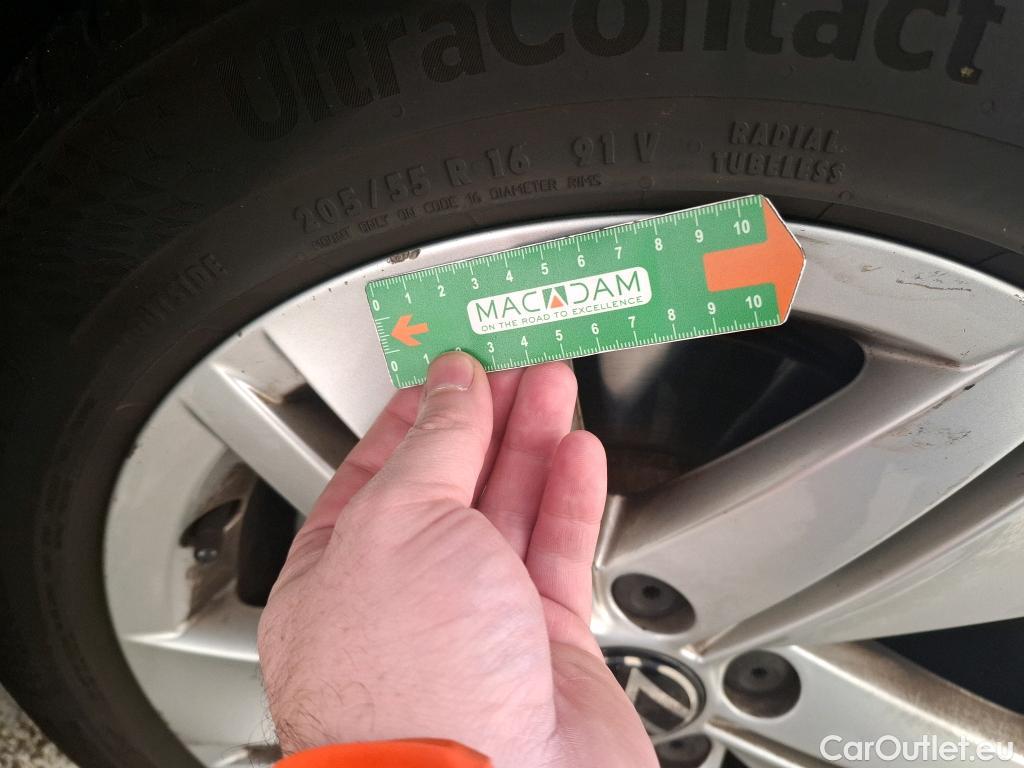 UltraContact
205/55 R 16 91 V
RADIAL
TUBELESS
MOUNT ONLY ON CODE 16 DIAMETER RIMS
0 1 2 3 4 5 6 7 8 9 10
MACADAM
ON THE ROAD TO EXCELLENCE
0 1 2 3 4 5 6 7 8 9 10
CarOutlet.eu